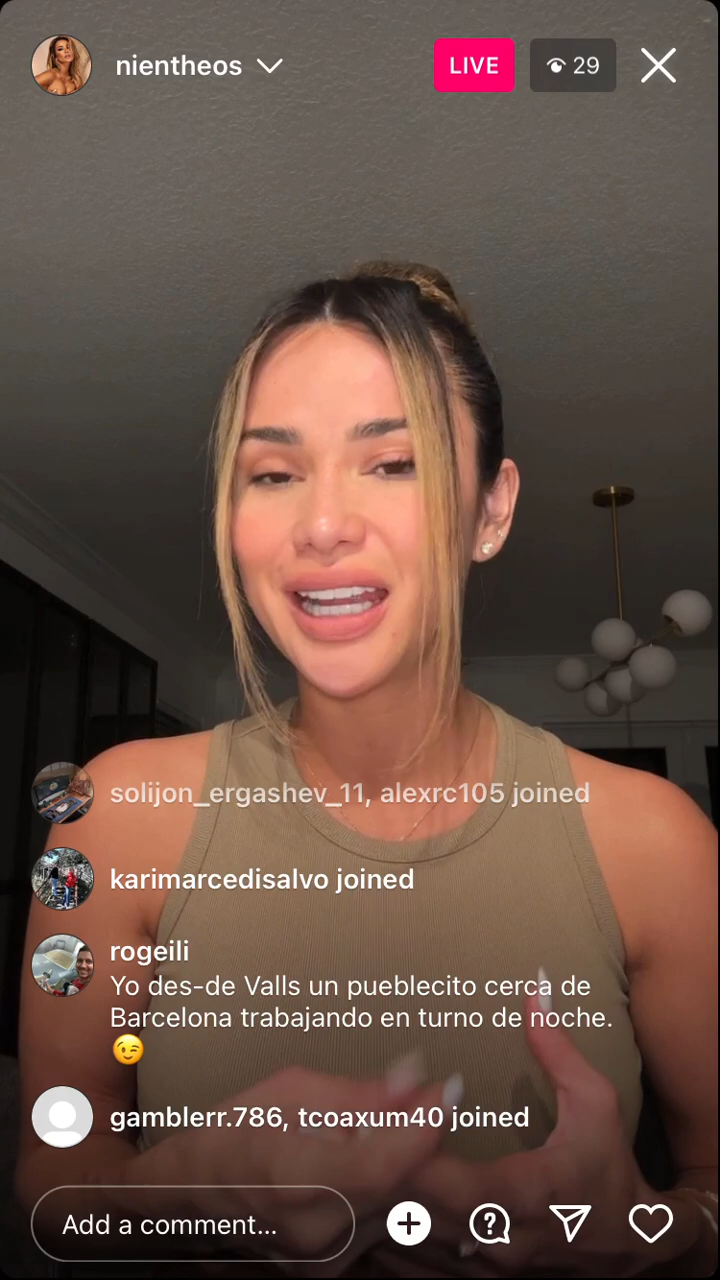 nientheos
LIVE
29
solijon_ergashev_11, alexrc105 joined
karimarcedisalvo joined
rogeili
Yo des-de Valls un pueblecito cerca de
Barcelona trabajando en turno de noche.
😉
gamblerr.786, tcoaxum40 joined
Add a comment...